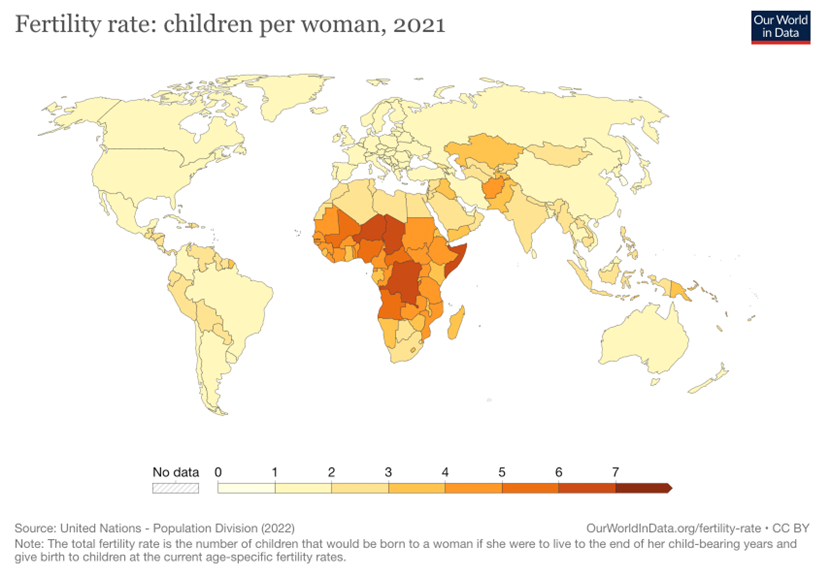 Fertility rate: children per woman, 2021
Our World
in Data
No data 0 1 2 3 4 5 6 7
Source: United Nations - Population Division (2022)
OurWorldInData.org/fertility-rate • CC BY
Note: The total fertility rate is the number of children that would be born to a woman if she were to live to the end of her child-bearing years and
give birth to children at the current age-specific fertility rates.